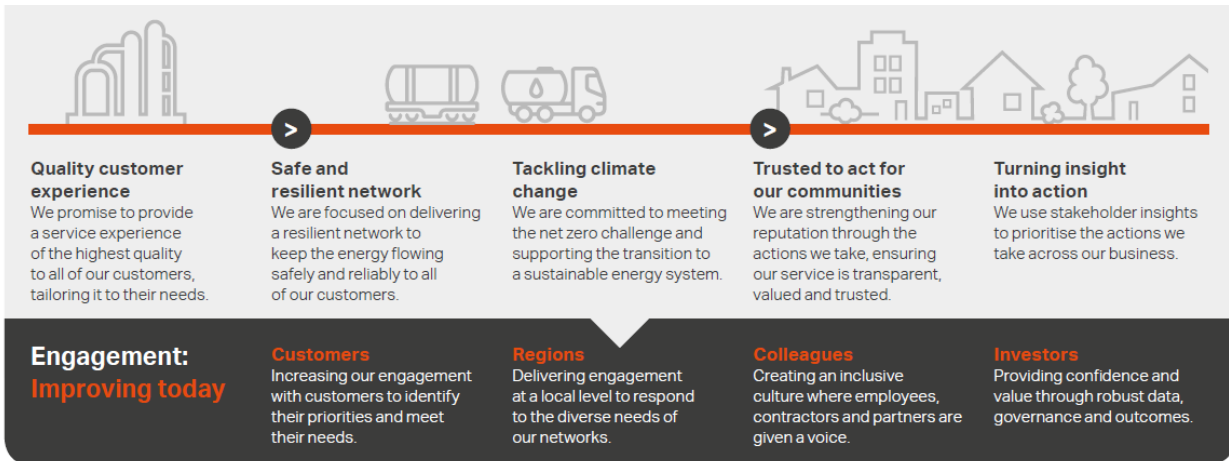 >
>
Quality customer
experience
We promise to provide
a service experience
of the highest quality
to all of our customers,
tailoring it to their needs.
Safe and
resilient network
We are focused on delivering
a resilient network to
keep the energy flowing
safely and reliably to all
of our customers.
Tackling climate
change
We are committed to meeting
the net zero challenge and
supporting the transition to
a sustainable energy system.
Trusted to act for
our communities
We are strengthening our
reputation through the
actions we take, ensuring
our service is transparent,
valued and trusted.
Turning insight
into action
We use stakeholder insights
to prioritise the actions we
take across our business.
Engagement:
Improving today
Customers
Increasing our engagement
with customers to identify
their priorities and meet
their needs.
Regions
Delivering engagement
at a local level to respond
to the diverse needs of
our networks.
Colleagues
Creating an inclusive
culture where employees,
contractors and partners are
given a voice.
Investors
Providing confidence and
value through robust data,
governance and outcomes.